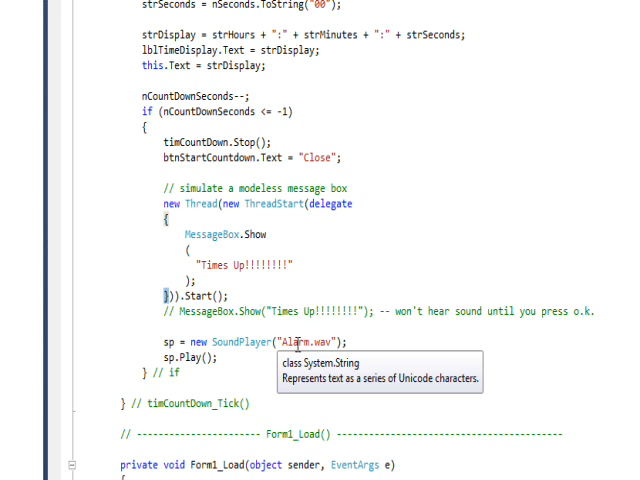 strSeconds = nSeconds.ToString("00");
strDisplay = strHours + ":" + strMinutes + ":" + strSeconds;
lblTimeDisplay.Text = strDisplay;
this.Text = strDisplay;
nCountDownSeconds--;
if (nCountDownSeconds <= -1)
{
timCountDown.Stop();
btnStartCountdown.Text = "Close";
// simulate a modeless message box
new Thread(new ThreadStart(delegate
{
MessageBox.Show
(
"Times Up!!!!!!!!"
);
})).Start();
// MessageBox.Show("Times Up!!!!!!!!"); -- won't hear sound until you press o.k.
sp = new SoundPlayer("Alarm.wav");
sp.Play();
class System.String
Represents text as a series of Unicode characters.
} // if
} // timCountDown_Tick()
// ----------------------- Form1_Load() ------------------------------------------
private void Form1_Load(object sender, EventArgs e)
{